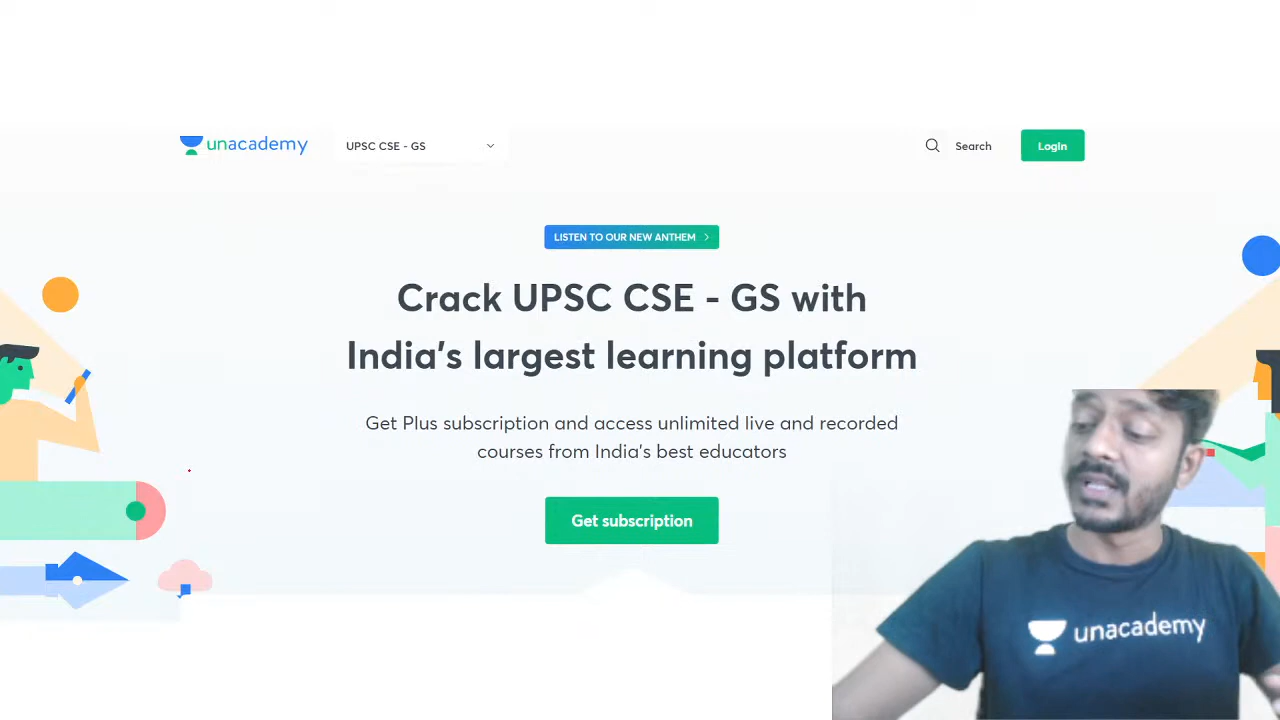 unacademy
UPSC CSE - GS
Search
Login
LISTEN TO OUR NEW ANTHEM
Crack UPSC CSE - GS with
India's largest learning platform
Get Plus subscription and access unlimited live and recorded
courses from India's best educators
Get subscription
unacademy